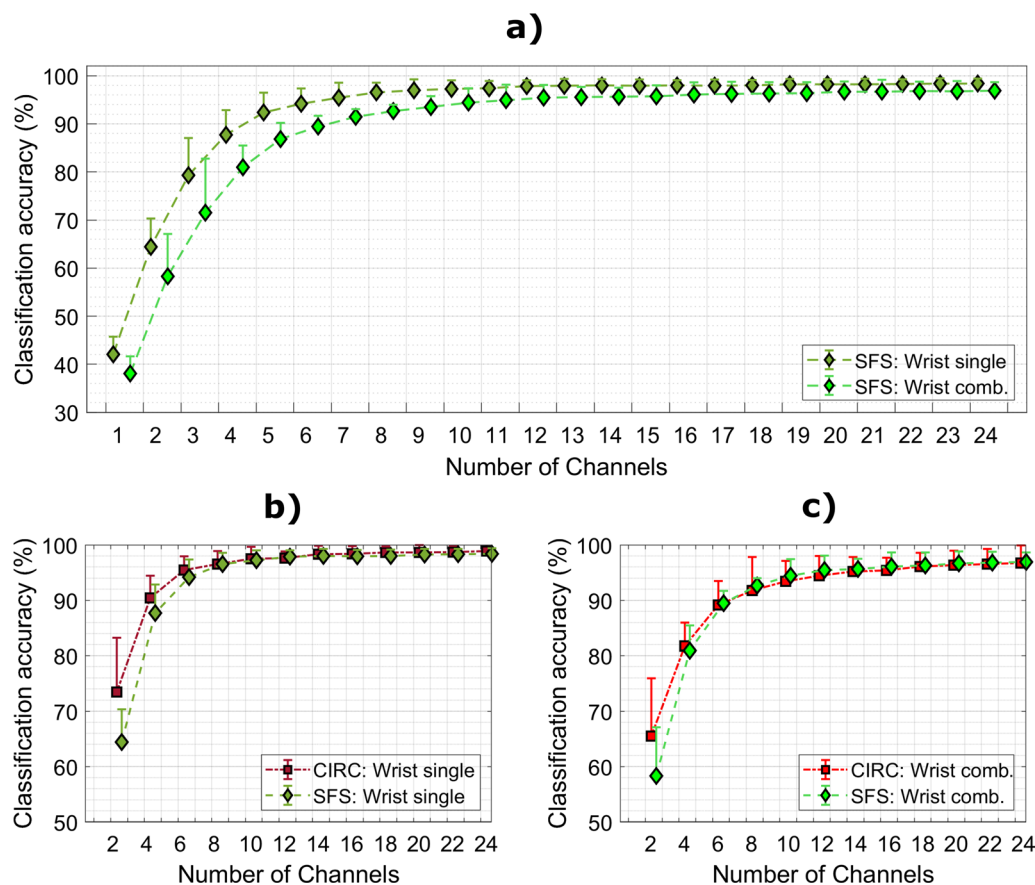 a)
Classification accuracy (%)
100
90
80
70
60
50
40
30
1 2 3 4 5 6 7 8 9 10 11 12 13 14 15 16 17 18 19 20 21 22 23 24
Number of Channels
SFS: Wrist single
SFS: Wrist comb.
b)
Classification accuracy (%)
100
90
80
70
60
50
2 4 6 8 10 12 14 16 18 20 22 24
Number of Channels
CIRC: Wrist single
SFS: Wrist single
c)
Classification accuracy (%)
100
90
80
70
60
50
2 4 6 8 10 12 14 16 18 20 22 24
Number of Channels
CIRC: Wrist comb.
SFS: Wrist comb.